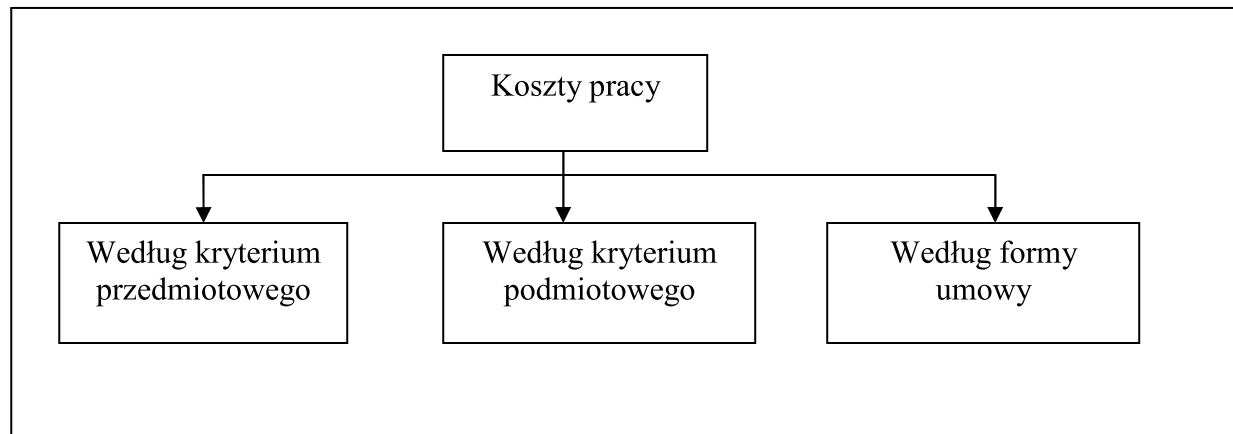 Koszty pracy
Według kryterium
przedmiotowego
Według kryterium
podmiotowego
Według formy
umowy